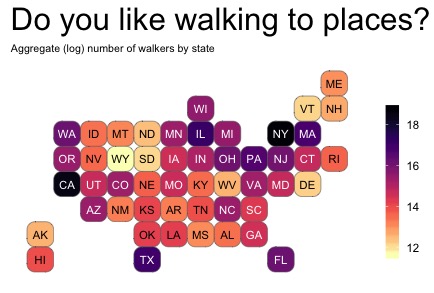 Do you like walking to places?
Aggregate (log) number of walkers by state
ME
WI VT NH
WA ID MT ND MN IL MI NY MA
OR NV WY SD IA IN OH PA NJ CT RI
CA UT CO NE MO KY WV VA MD DE
AZ NM KS AR TN NC SC
AK OK LA MS AL GA
HI TX FL
18
16
14
12